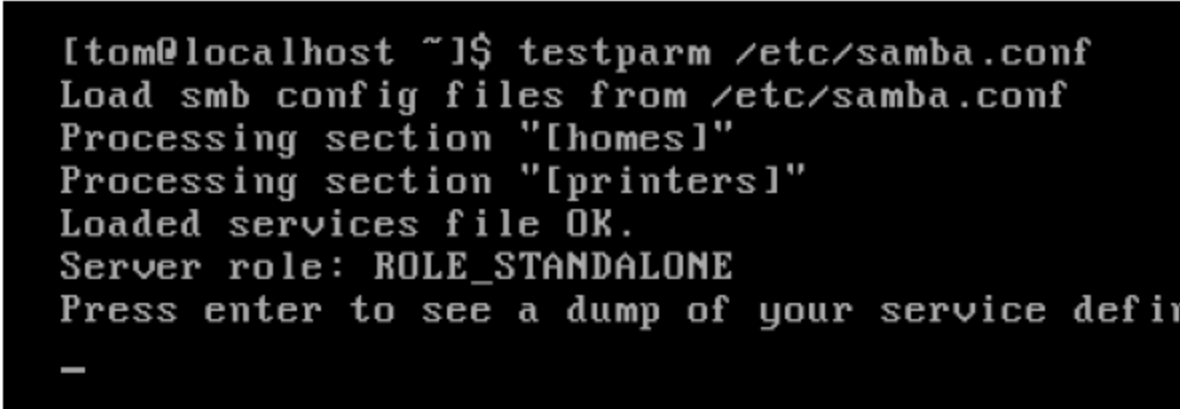 [tom@localhost ~]$ testparm /etc/samba.conf
Load smb config files from /etc/samba.conf
Processing section "[homes]"
Processing section "[printers]"
Loaded services file OK.
Server role: ROLE_STANDALONE
Press enter to see a dump of your service